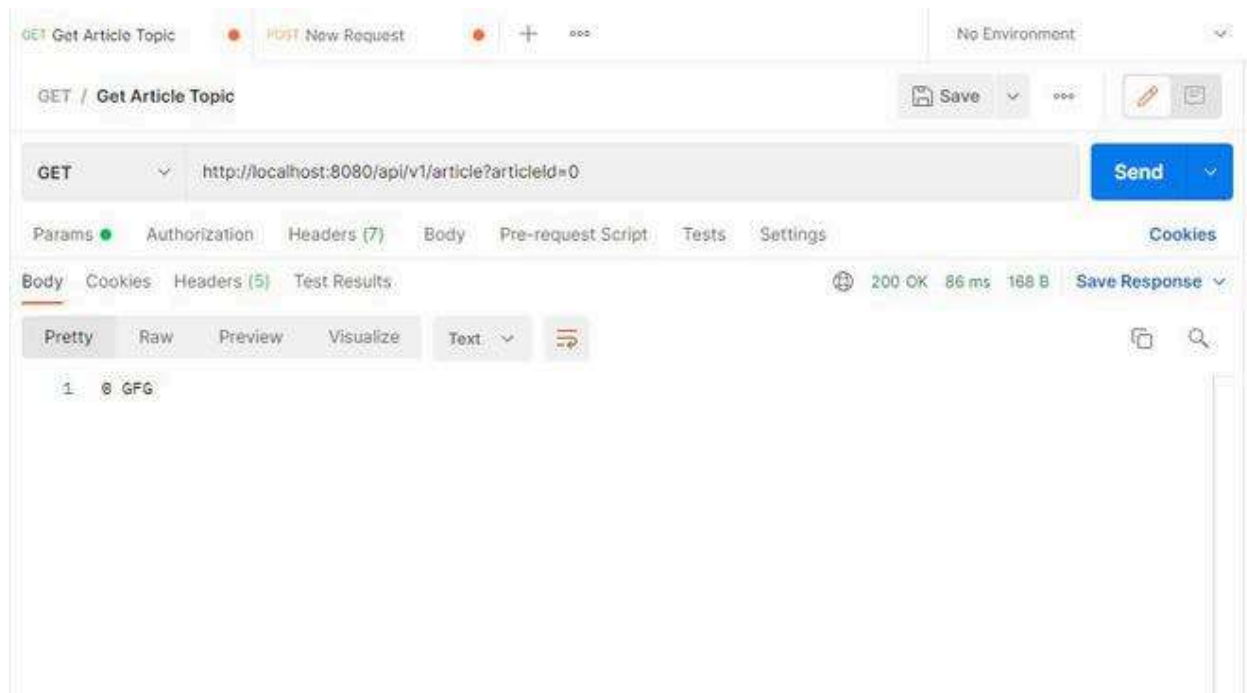 GET Get Article Topic POST New Request + ooo No Environment
GET / Get Article Topic Save ooo
GET http://localhost:8080/api/v1/article?articleId=0 Send
Params Authorization Headers (7) Body Pre-request Script Tests Settings Cookies
Body Cookies Headers (5) Test Results 200 OK 86 ms 168 B Save Response
Pretty Raw Preview Visualize Text
1 0 GFG